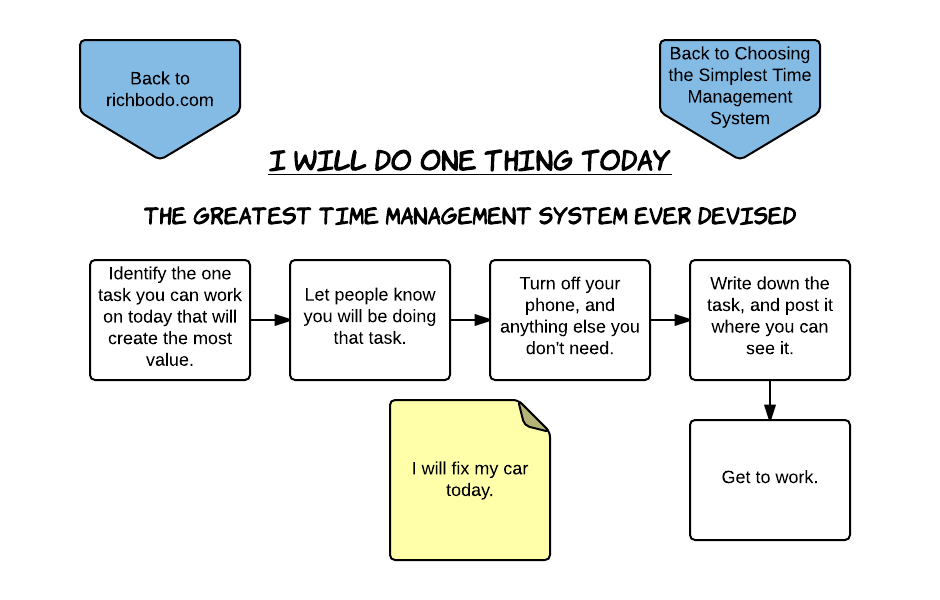 Back to
richbodo.com
Back to Choosing
the Simplest Time
Management
System
I WILL DO ONE THING TODAY
THE GREATEST TIME MANAGEMENT SYSTEM EVER DEVISED
Identify the one
task you can work
on today that will
create the most
value.
Let people know
you will be doing
that task.
Turn off your
phone, and
anything else you
don't need.
Write down the
task, and post it
where you can
see it.
I will fix my car
today.
Get to work.